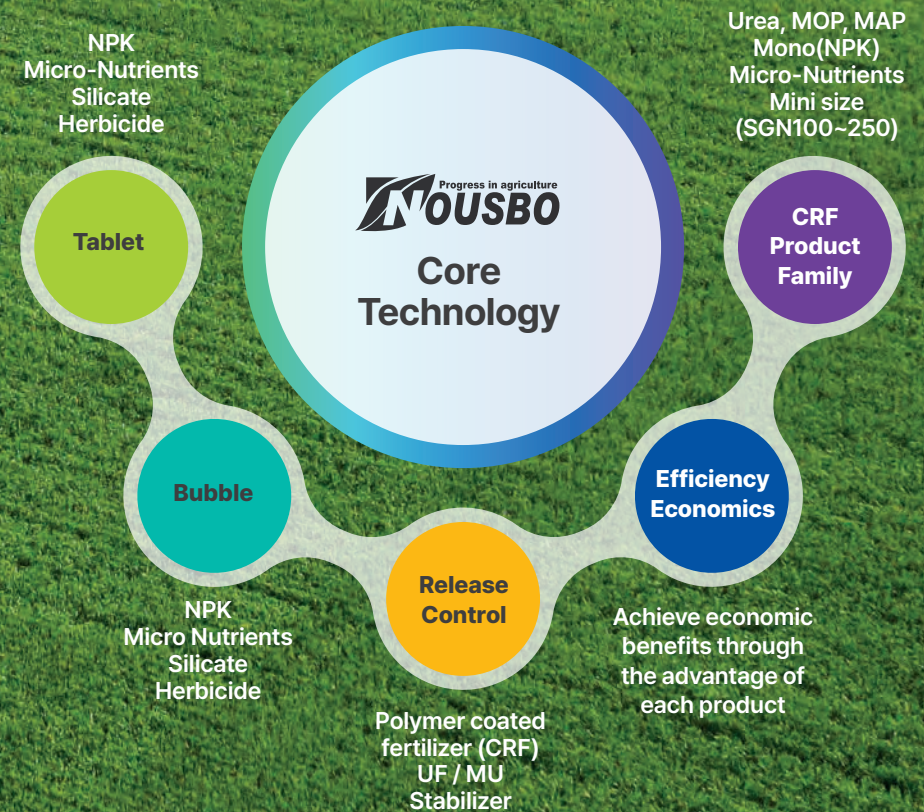 NPK
Micro-Nutrients
Silicate
Herbicide
Tablet
Progress in agriculture
NOUSBO
Core
Technology
Urea, MOP, MAP
Mono(NPK)
Micro-Nutrients
Mini size
(SGN100~250)
CRF
Product
Family
Bubble
NPK
Micro Nutrients
Silicate
Herbicide
Release
Control
Polymer coated
fertilizer (CRF)
UF / MU
Stabilizer
Efficiency
Economics
Achieve economic
benefits through
the advantage of
each product